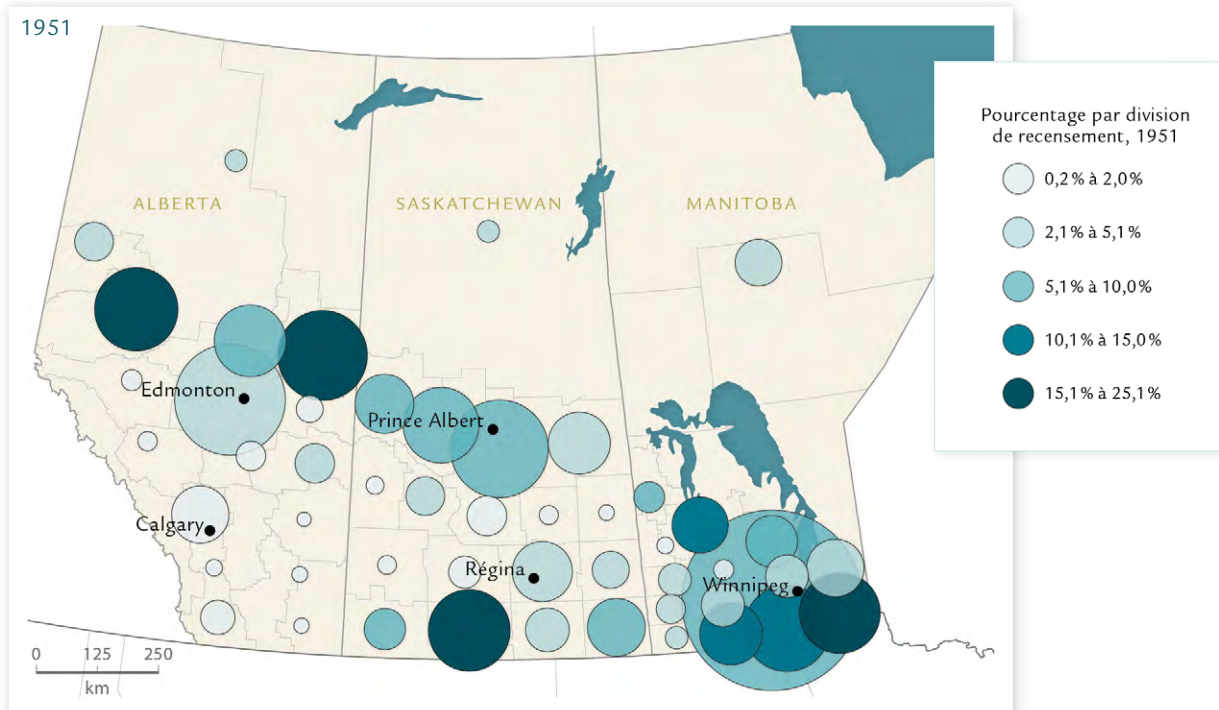 1951
ALBERTA
SASKATCHEWAN
MANITOBA
Edmonton
Prince Albert
Calgary
Régina
Winnipeg
0 125 250
km
Pourcentage par division
de recensement, 1951
0,2 % à 2,0 %
2,1 % à 5,1 %
5,1 % à 10,0 %
10,1 % à 15,0 %
15,1 % à 25,1 %